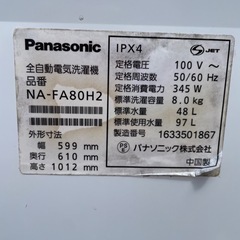 Panasonic
全自動電気洗濯機
品番
NA-FA80H2
外形寸法
幅 599 mm
奥行 610 mm
高さ 1012 mm
IPX4
JET
定格電圧 100 V~
定格周波数 50/60 Hz
定格消費電力 345 W
標準洗濯容量 8.0 kg
標準水量 48 L
標準使用水量 97 L
製造番号 1633501867
PS E
パナソニック株式会社
中国製